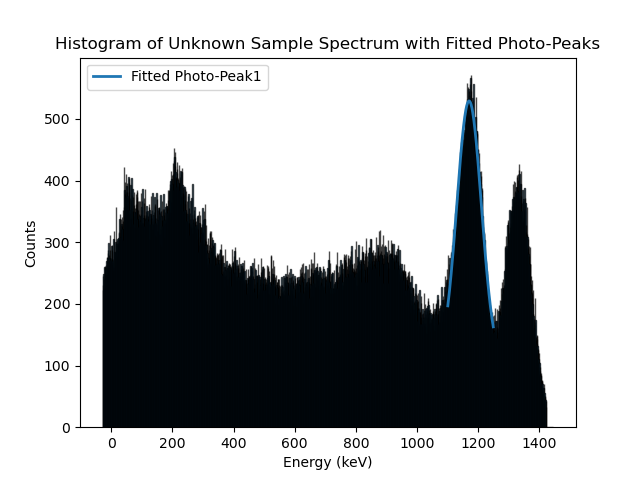 Histogram of Unknown Sample Spectrum with Fitted Photo-Peaks
Fitted Photo-Peak1
500
400
300
200
100
0
Counts
0 200 400 600 800 1000 1200 1400
Energy (keV)